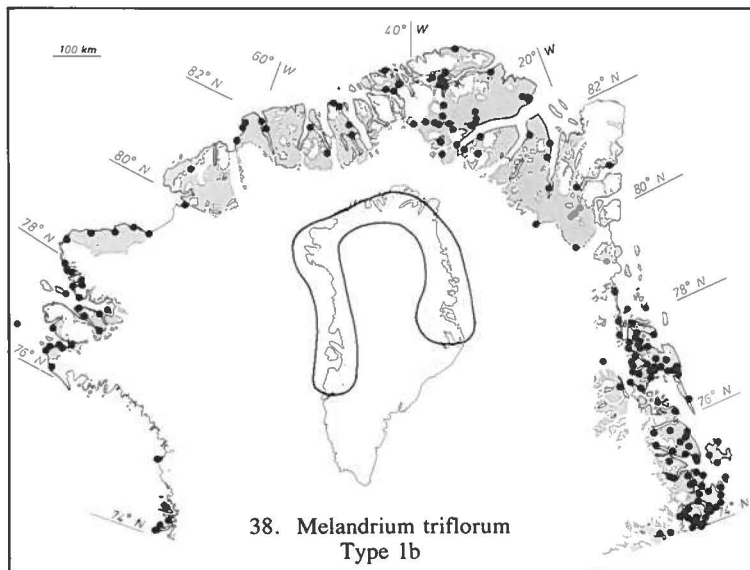 100 km
40° W
60° W
20° W
82° N
82° N
80° N
80° N
78° N
78° N
76° N
76° N
74° N
74° N
38. Melandrium triflorum
Type 1b